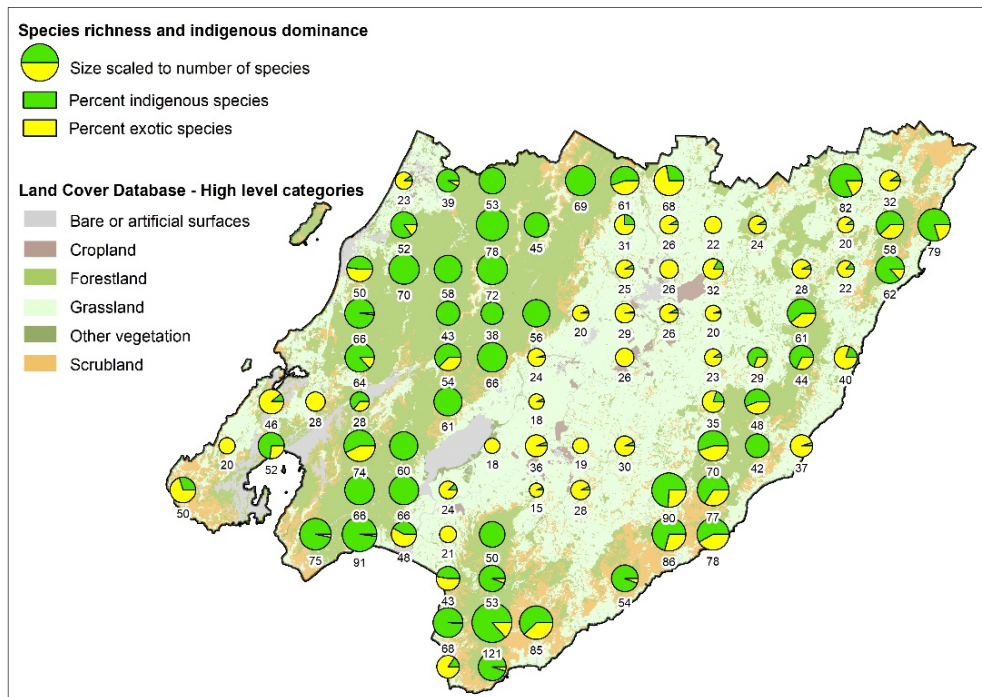 Species richness and indigenous dominance
Size scaled to number of species
Percent indigenous species
Percent exotic species
Land Cover Database - High level categories
Bare or artificial surfaces
Cropland
Forestland
Grassland
Other vegetation
Scrubland
23 39 53 69 61 68 82 32
52 78 45 31 26 22 24 20 58 79
50 70 58 72 25 26 32 28 22 62
66 43 38 56 20 29 26 20 61
64 54 66 24 26 23 29 44 40
46 28 28 61 18 35 48
20 52 74 60 18 36 19 30 70 42 37
50 66 66 24 15 28 90 77
75 91 48 21 50 86 78
43 53 54
68 121 85